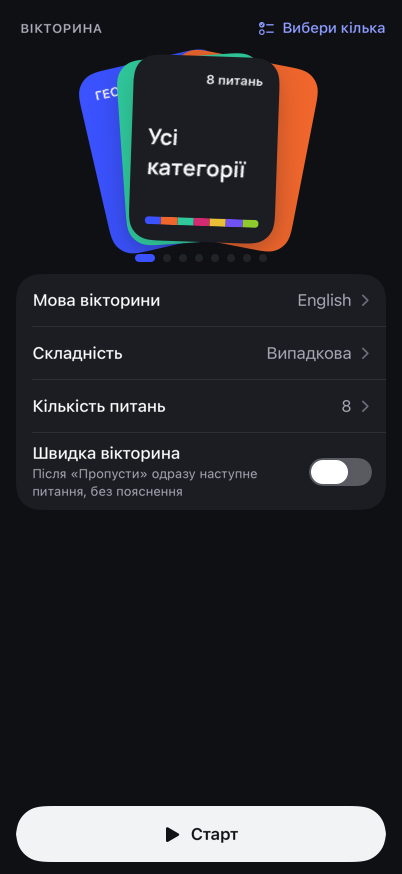 ВІКТОРИНА
Вибери кілька
8 питань
Усі
категорії
Мова вікторини
English
Складність
Випадкова
Кількість питань
8
Швидка вікторина
Після «Пропусти» одразу наступне
питання, без пояснення
Старт